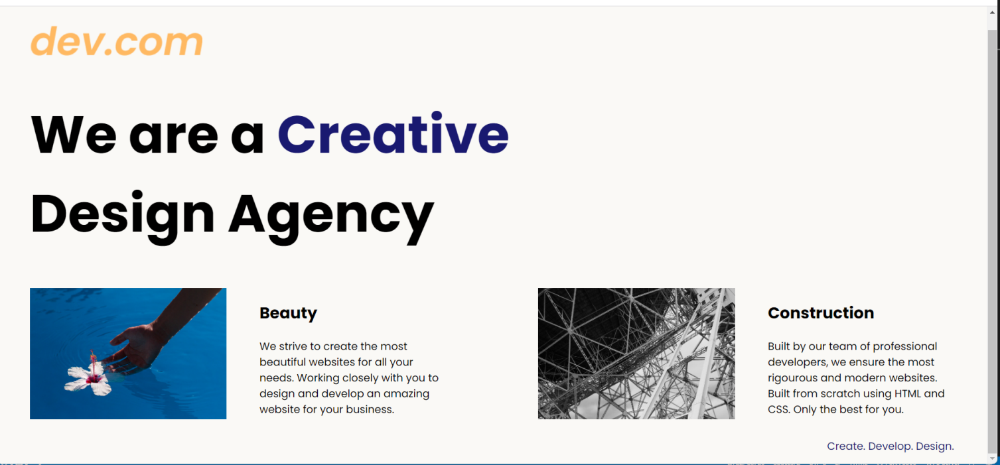 dev.com
We are a Creative
Design Agency
Beauty
We strive to create the most
beautiful websites for all your
needs. Working closely with you to
design and develop an amazing
website for your business.
Construction
Built by our team of professional
developers, we ensure the most
rigourous and modern websites.
Built from scratch using HTML and
CSS. Only the best for you.
Create. Develop. Design.